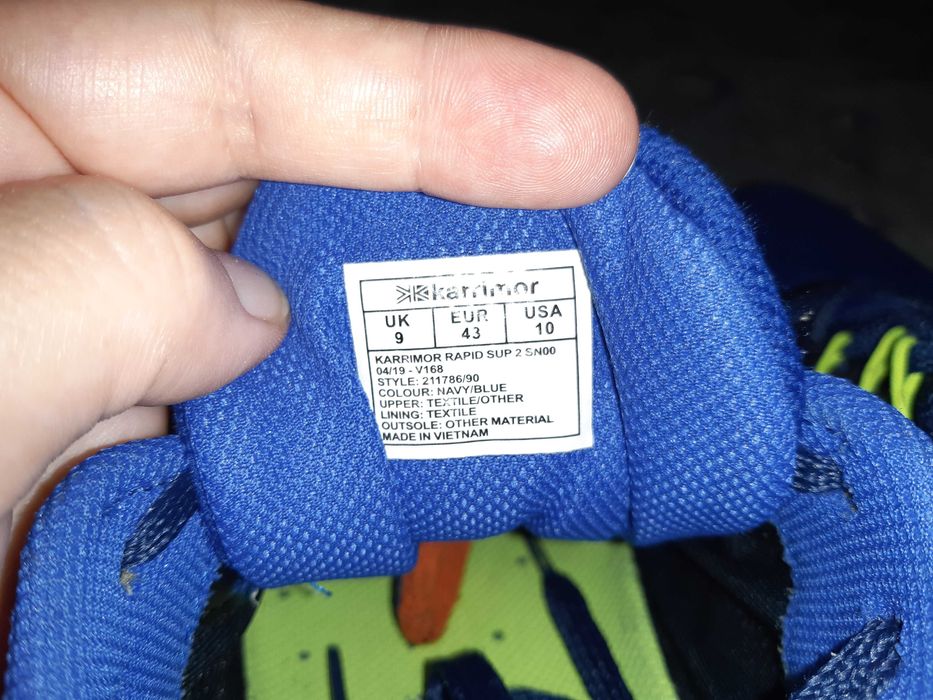 karrimor
UK EUR USA
9 43 10
KARRIMOR RAPID SUP 2 SN00
04/19 - V168
STYLE: 211786/90
COLOUR: NAVY/BLUE
UPPER: TEXTILE/OTHER
LINING: TEXTILE
OUTSOLE: OTHER MATERIAL
MADE IN VIETNAM